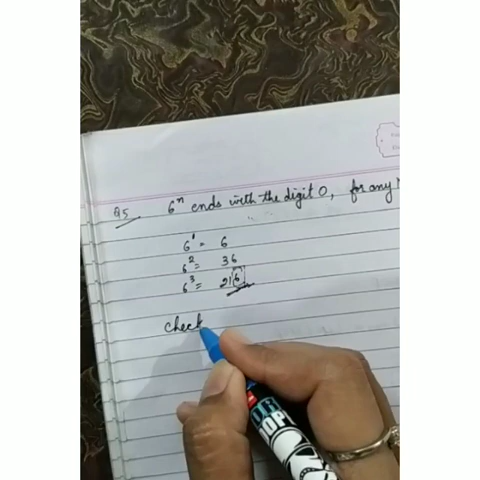 Q5 6ⁿ ends with the digit 0, for any
6¹ = 6
6² = 36
6³ = 216
check